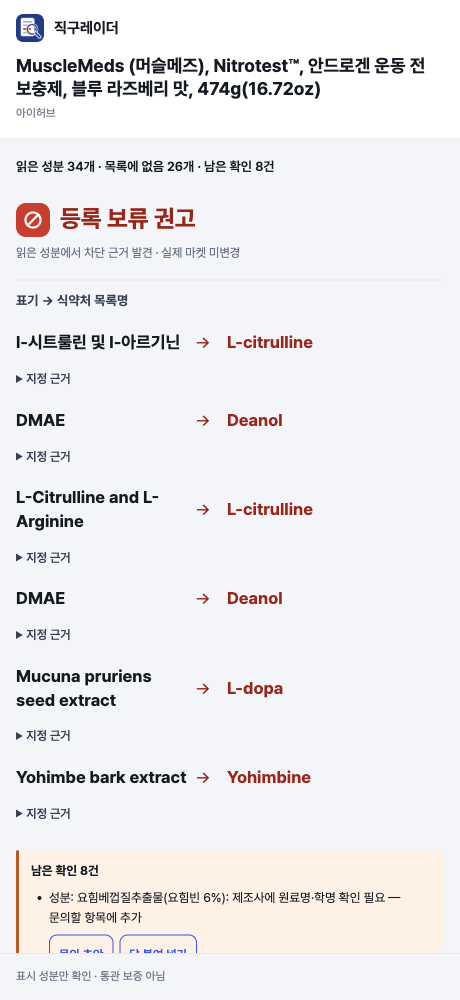 직구레이더
MuscleMeds (머슬메즈), Nitrotest™, 안드로겐 운동 전
보충제, 블루 라즈베리 맛, 474g(16.72oz)
아이허브
읽은 성분 34개 · 목록에 없음 26개 · 남은 확인 8건
등록 보류 권고
읽은 성분에서 차단 근거 발견 · 실제 마켓 미변경
표기 → 식약처 목록명
l-시트룰린 및 l-아르기닌 → L-citrulline
▶ 지정 근거
DMAE → Deanol
▶ 지정 근거
L-Citrulline and L-
Arginine → L-citrulline
▶ 지정 근거
DMAE → Deanol
▶ 지정 근거
Mucuna pruriens
seed extract → L-dopa
▶ 지정 근거
Yohimbe bark extract → Yohimbine
▶ 지정 근거
남은 확인 8건
• 성분: 요힘베껍질추출물(요힘빈 6%): 제조사에 원료명·학명 확인 필요 —
문의할 항목에 추가
표시 성분만 확인 · 통관 보증 아님